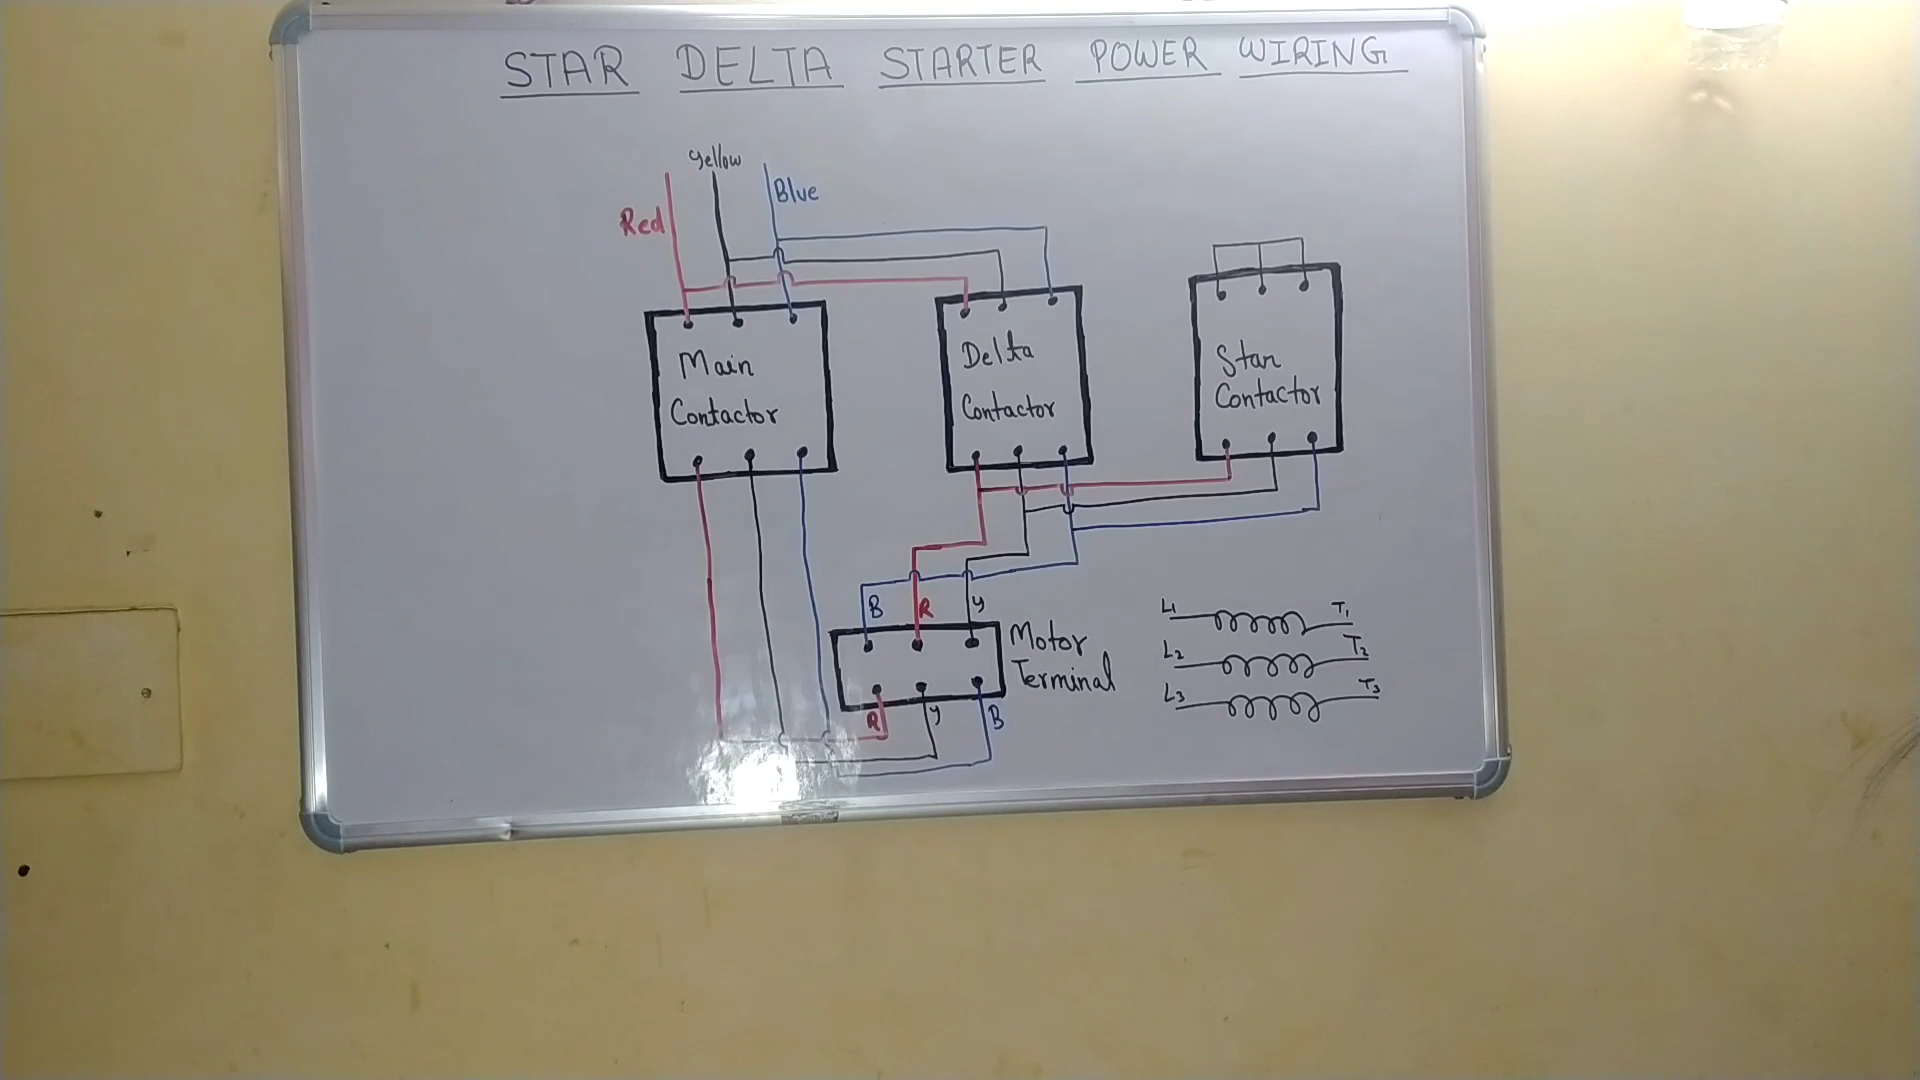 STAR DELTA STARTER POWER WIRING
Yellow
Red
Blue
Main
Contactor
Delta
Contactor
Star
Contactor
B R Y
Motor
Terminal
R Y B
L1 T1
L2 T2
L3 T3